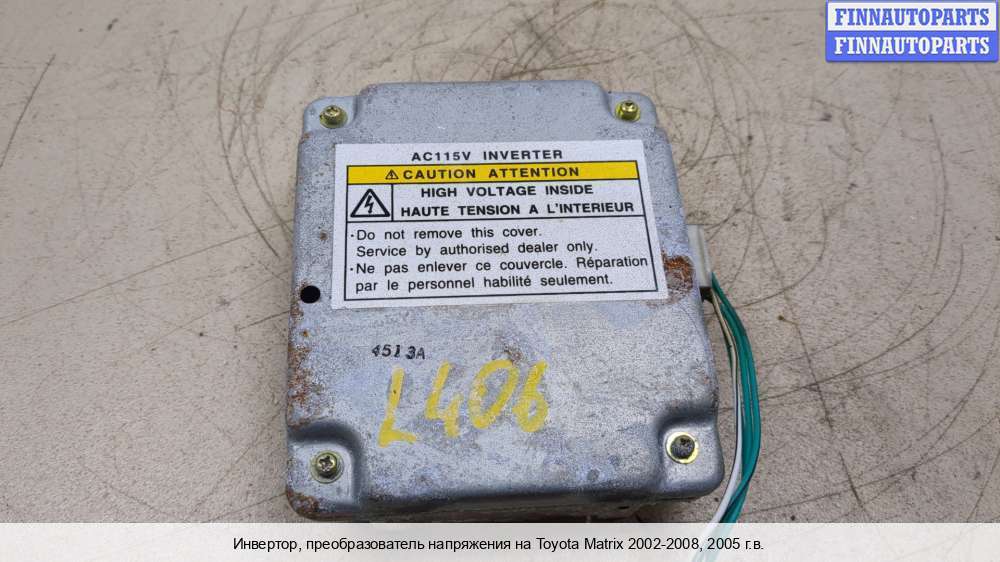 FINNAUTOPARTS
FINNAUTOPARTS
AC115V INVERTER
CAUTION ATTENTION
HIGH VOLTAGE INSIDE
HAUTE TENSION A L'INTERIEUR
·Do not remove this cover.
Service by authorised dealer only.
·Ne pas enlever ce couvercle. Réparation
par le personnel habilité seulement.
4513A
L406
Инвертор, преобразователь напряжения на Toyota Matrix 2002-2008, 2005 г.в.